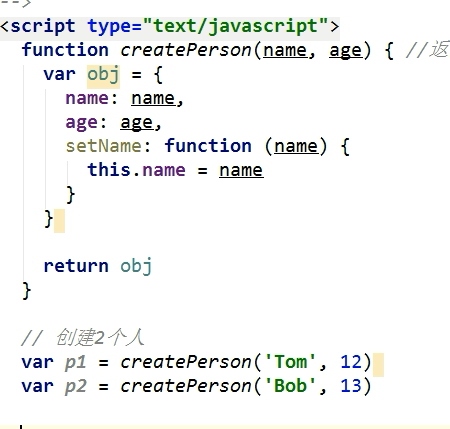 -->
<script type="text/javascript">
function createPerson(name, age) { //返
var obj = {
name: name,
age: age,
setName: function (name) {
this.name = name
}
}
return obj
}
// 创建2个人
var p1 = createPerson('Tom', 12)
var p2 = createPerson('Bob', 13)